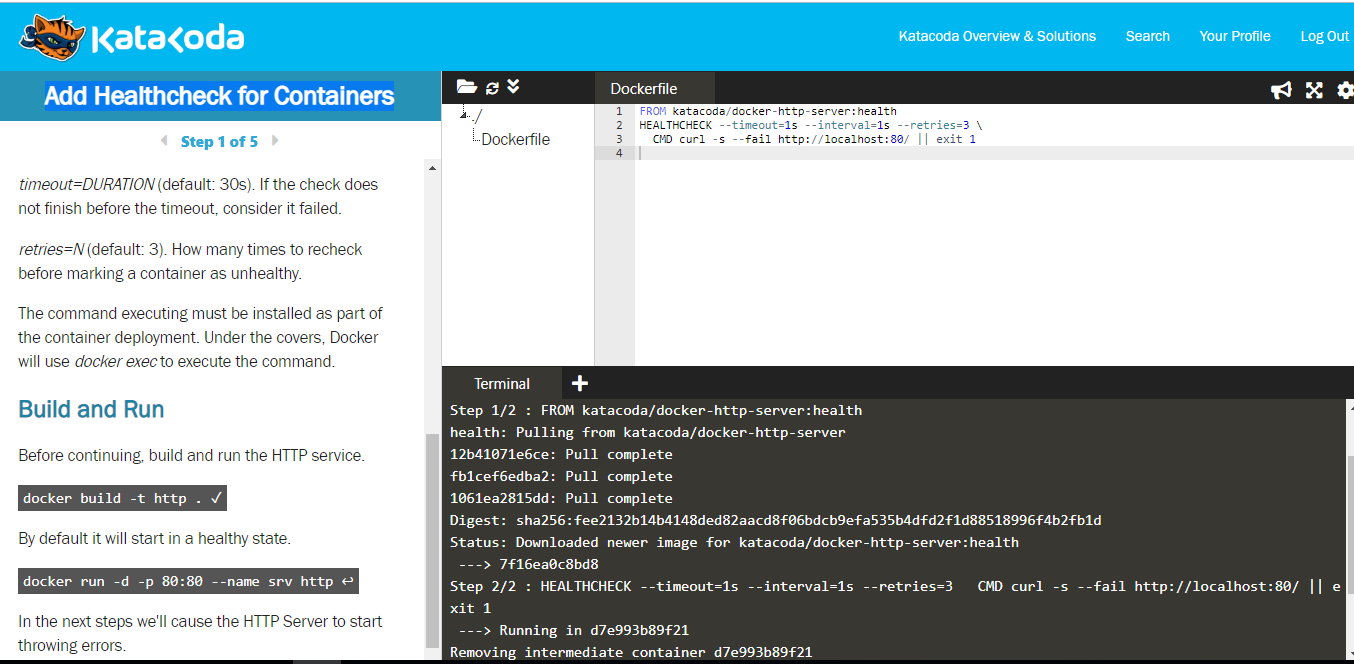 Katacoda
Katacoda Overview & Solutions
Search
Your Profile
Log Out
Add Healthcheck for Containers
Step 1 of 5
timeout=DURATION (default: 30s). If the check does
not finish before the timeout, consider it failed.
retries=N (default: 3). How many times to recheck
before marking a container as unhealthy.
The command executing must be installed as part of
the container deployment. Under the covers, Docker
will use docker exec to execute the command.
Build and Run
Before continuing, build and run the HTTP service.
docker build -t http . ✓
By default it will start in a healthy state.
docker run -d -p 80:80 --name srv http ↩
In the next steps we'll cause the HTTP Server to start
throwing errors.
./
Dockerfile
Dockerfile
1 FROM katacoda/docker-http-server:health
2 HEALTHCHECK --timeout=1s --interval=1s --retries=3 \
3 CMD curl -s --fail http://localhost:80/ || exit 1
4
Terminal
Step 1/2 : FROM katacoda/docker-http-server:health
health: Pulling from katacoda/docker-http-server
12b41071e6ce: Pull complete
fb1cef6edba2: Pull complete
1061ea2815dd: Pull complete
Digest: sha256:fee2132b14b4148ded82aacd8f06bdcb9efa535b4dfd2f1d88518996f4b2fb1d
Status: Downloaded newer image for katacoda/docker-http-server:health
---> 7f16ea0c8bd8
Step 2/2 : HEALTHCHECK --timeout=1s --interval=1s --retries=3 CMD curl -s --fail http://localhost:80/ || e
xit 1
---> Running in d7e993b89f21
Removing intermediate container d7e993b89f21